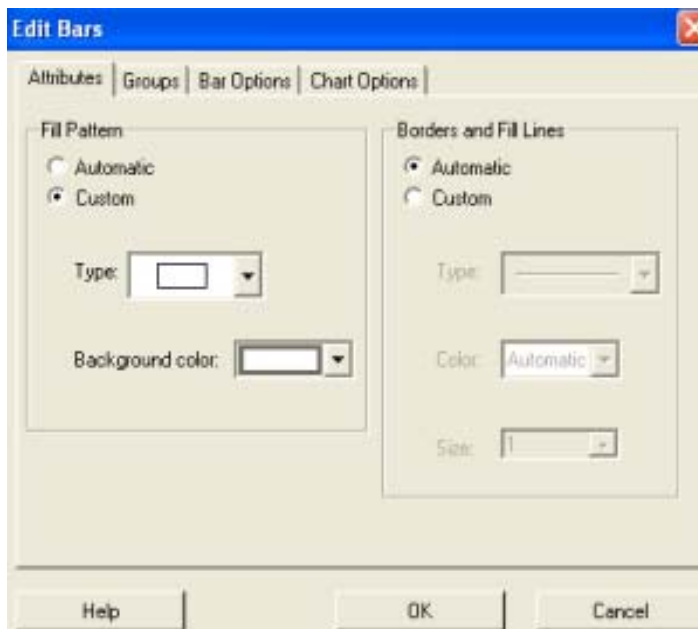 Edit Bars
Attributes Groups Bar Options Chart Options
Fill Pattern
Automatic
Custom
Type:
Background color:
Borders and Fill Lines
Automatic
Custom
Type:
Color: Automatic
Size: 1
Help OK Cancel